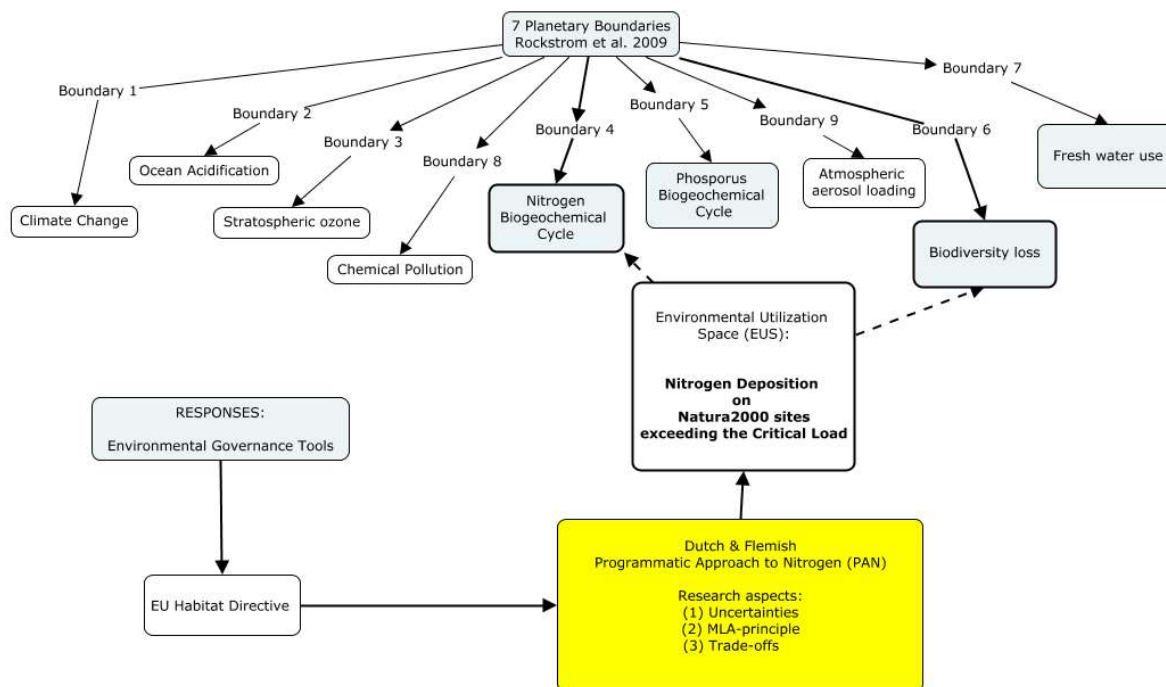 7 Planetary Boundaries
Rockstrom et al. 2009
Boundary 1
Boundary 2
Boundary 3
Boundary 8
Boundary 4
Boundary 5
Boundary 9
Boundary 6
Boundary 7
Climate Change
Ocean Acidification
Stratospheric ozone
Chemical Pollution
Nitrogen
Biogeochemical
Cycle
Phosporus
Biogeochemical
Cycle
Atmospheric
aerosol loading
Biodiversity loss
Fresh water use
Environmental Utilization
Space (EUS):
Nitrogen Deposition
on
Natura2000 sites
exceeding the Critical Load
RESPONSES:
Environmental Governance Tools
EU Habitat Directive
Dutch & Flemish
Programmatic Approach to Nitrogen (PAN)
Research aspects:
(1) Uncertainties
(2) MLA-principle
(3) Trade-offs